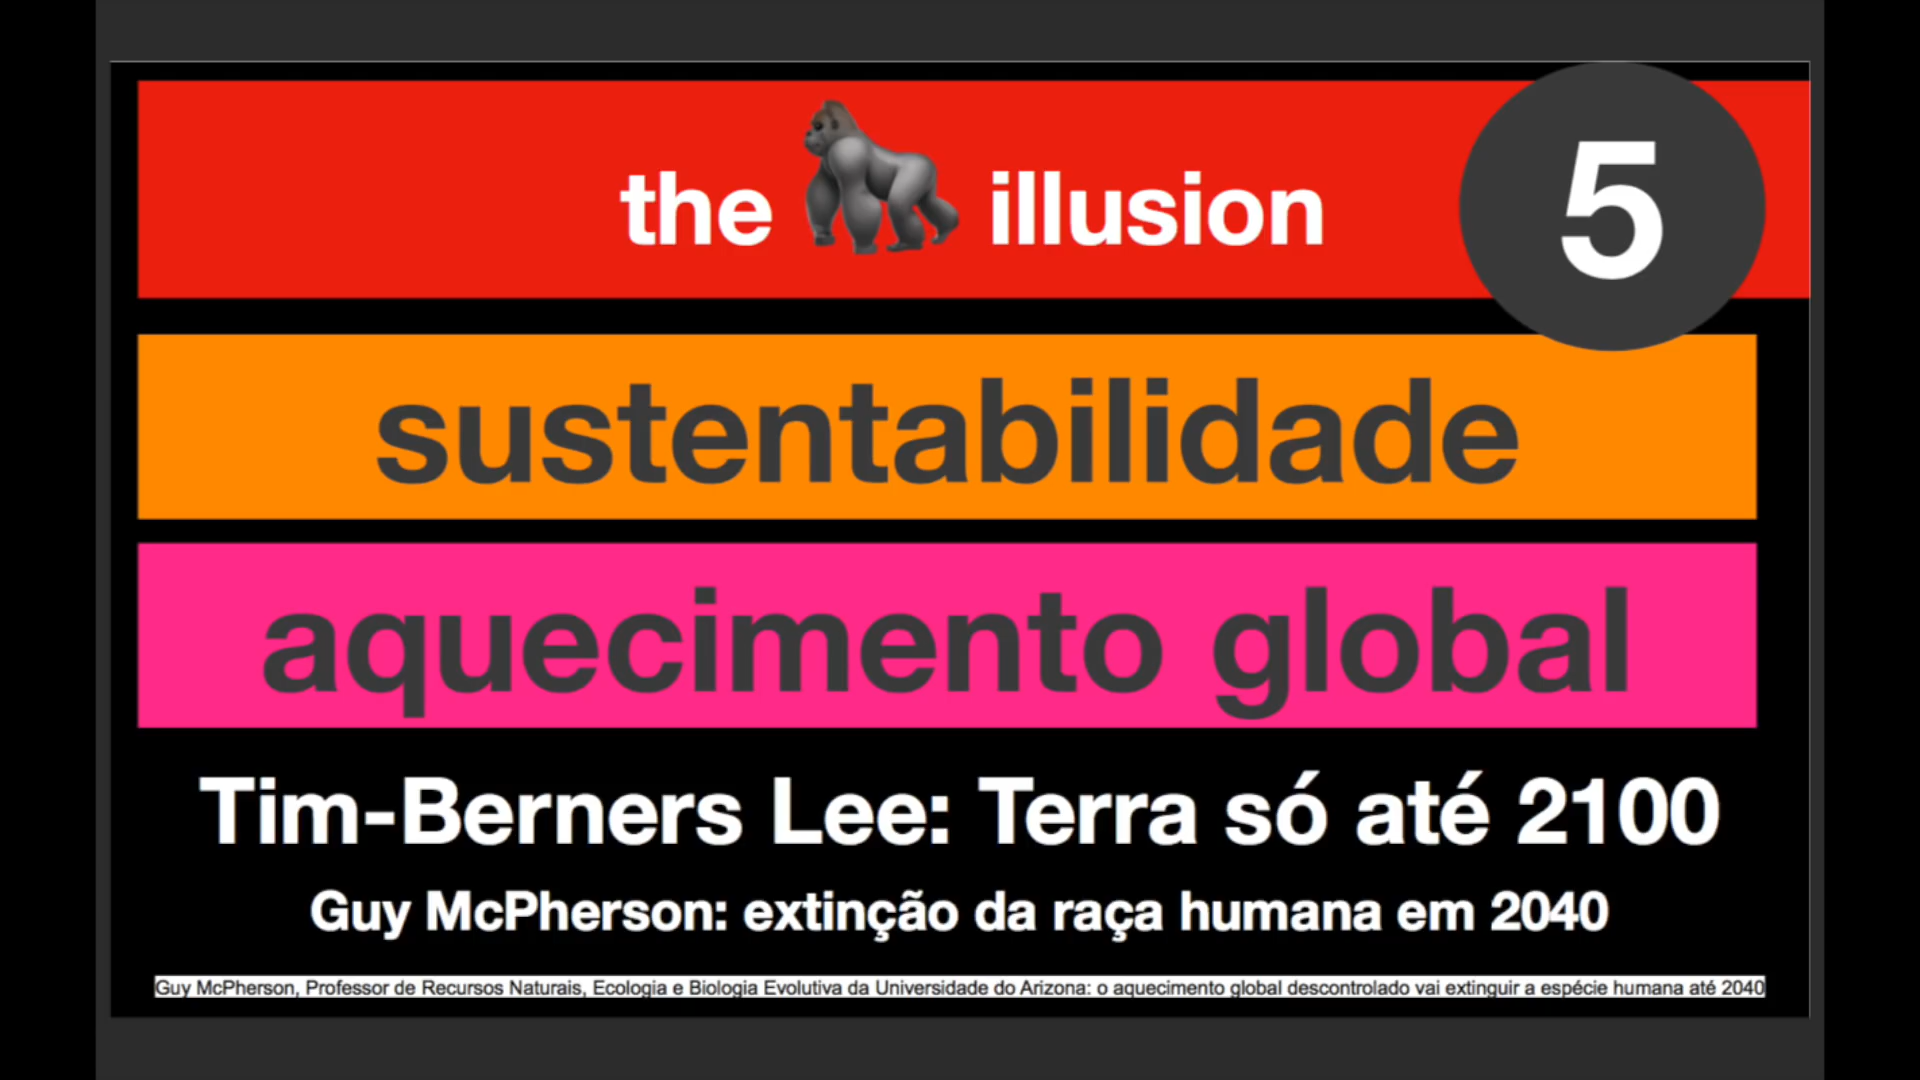 the illusion
5
sustentabilidade
aquecimento global
Tim-Berners Lee: Terra só até 2100
Guy McPherson: extinção da raça humana em 2040
Guy McPherson, Professor de Recursos Naturais, Ecologia e Biologia Evolutiva da Universidade do Arizona: o aquecimento global descontrolado vai extinguir a espécie humana até 2040